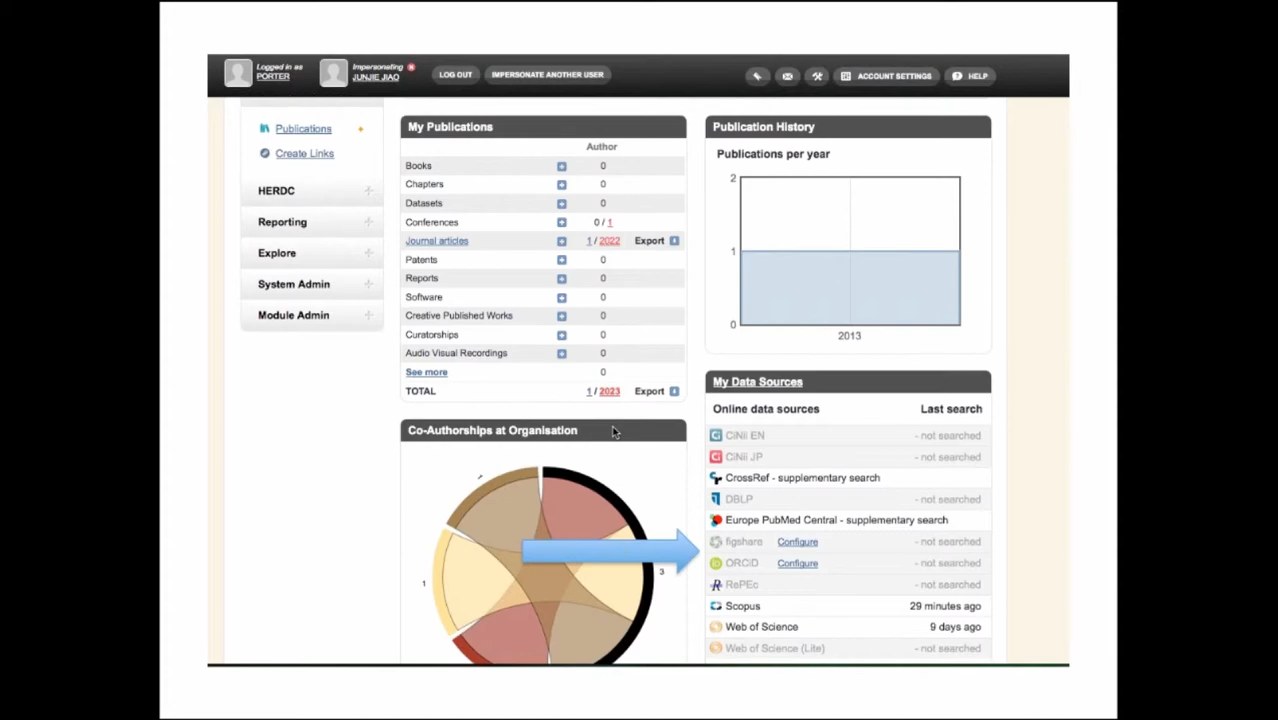 Logged in as
PORTER
Impersonating
JUNJIE JIAO
LOG OUT
IMPERSONATE ANOTHER USER
ACCOUNT SETTINGS
HELP
Publications
Create Links
HERDC
Reporting
Explore
System Admin
Module Admin
My Publications
Author
Books 0
Chapters 0
Datasets 0
Conferences 0 / 1
Journal articles 1 / 2022 Export
Patents 0
Reports 0
Software 0
Creative Published Works 0
Curatorships 0
Audio Visual Recordings 0
See more 0
TOTAL 1 / 2023 Export
Co-Authorships at Organisation
1
3
Publication History
Publications per year
2
1
0
2013
My Data Sources
Online data sources Last search
CiNii EN - not searched
CiNii JP - not searched
CrossRef - supplementary search
DBLP - not searched
Europe PubMed Central - supplementary search
figshare Configure - not searched
ORCID Configure - not searched
RePEc - not searched
Scopus 29 minutes ago
Web of Science 9 days ago
Web of Science (Lite) - not searched